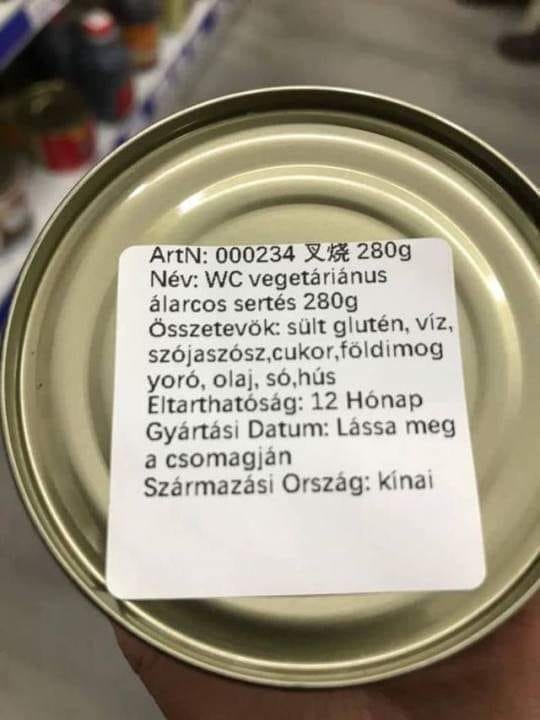 ArtN: 000234 叉烧 280g
Név: WC vegetáriánus
álarcos sertés 280g
Összetevők: sült glutén, víz,
szójaszósz,cukor,földimog
yoró, olaj, só,hús
Eltarthatóság: 12 Hónap
Gyártási Datum: Lássa meg
a csomagján
Származási Ország: kínai